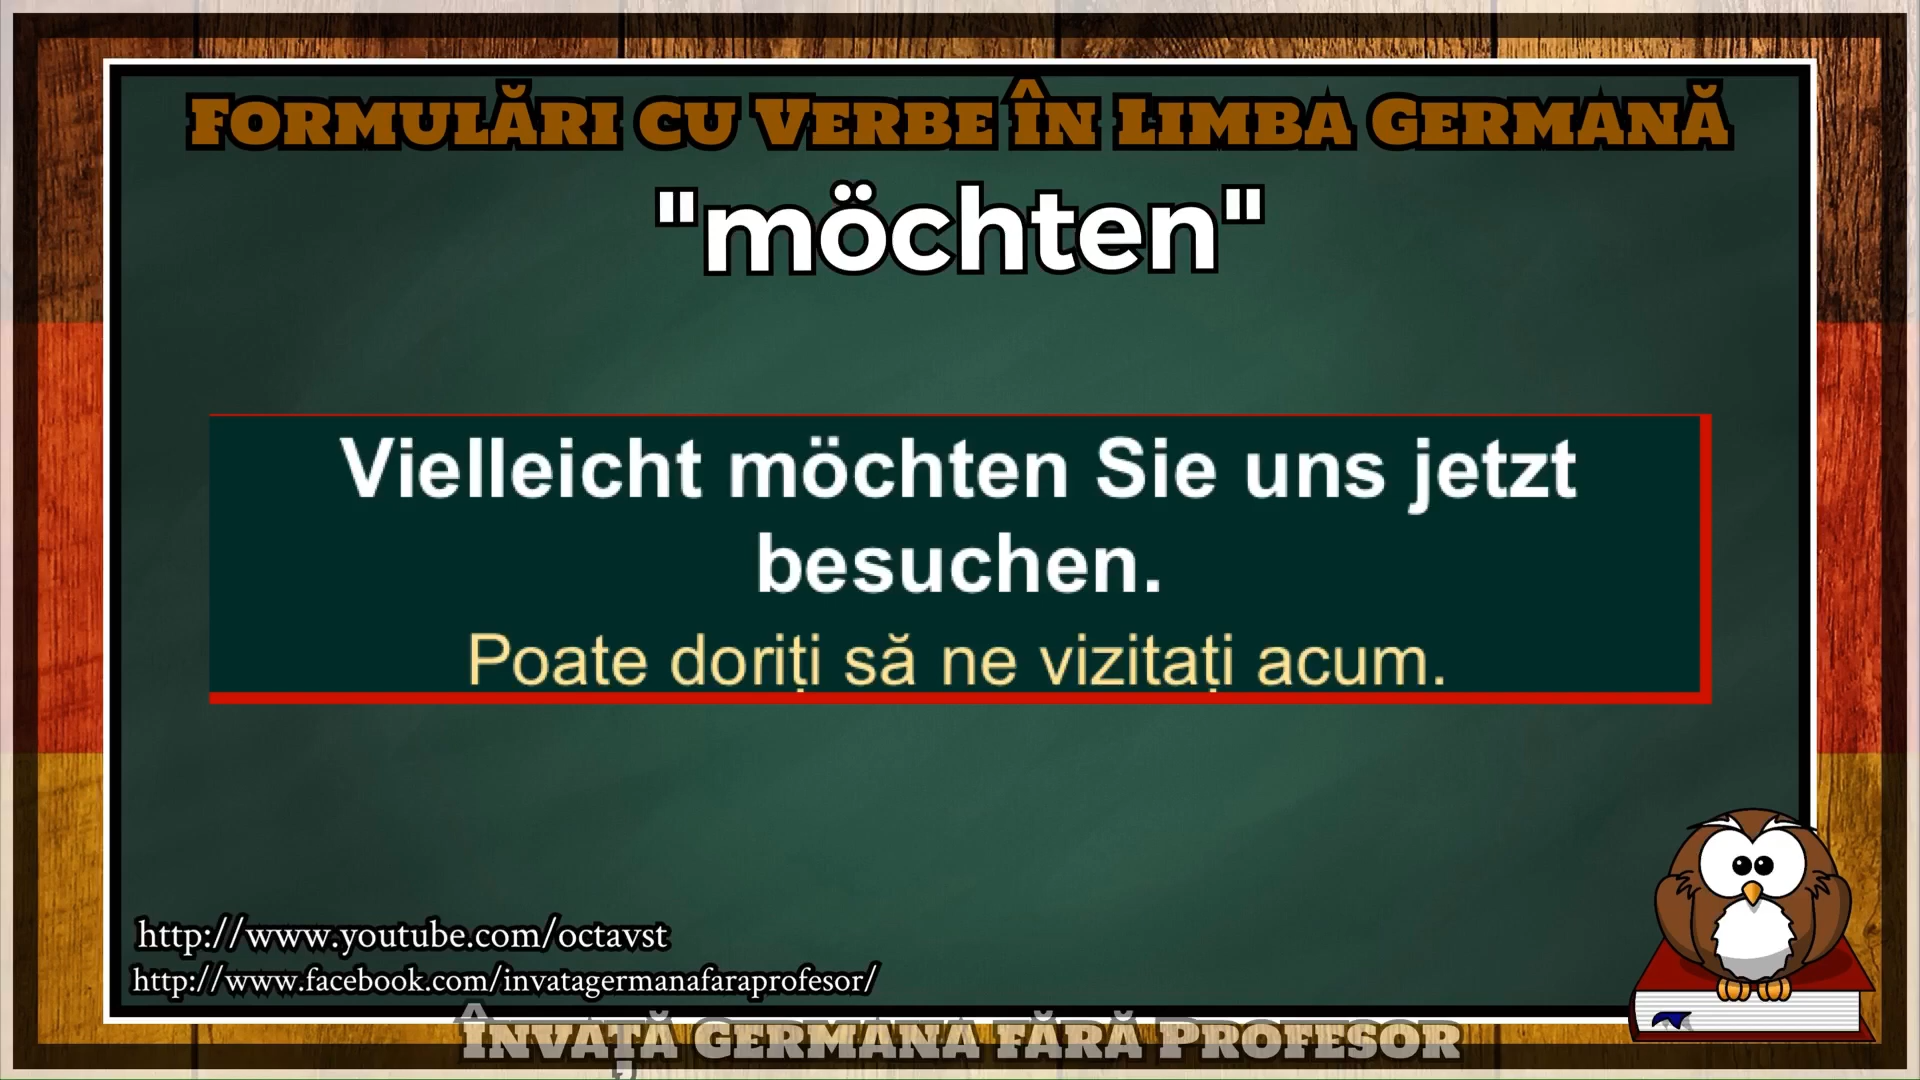 Formulări cu Verbe în Limba Germană
"möchten"
Vielleicht möchten Sie uns jetzt
besuchen.
Poate doriți să ne vizitați acum.
http://www.youtube.com/octavst
http://www.facebook.com/invatagermanafaraprofesor/
Învață Germana fără Profesor